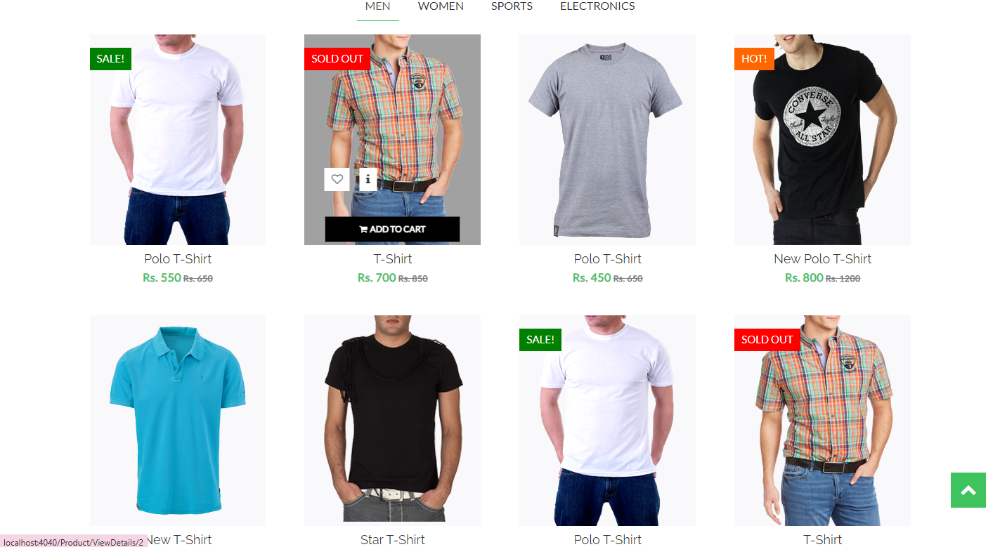 MEN WOMEN SPORTS ELECTRONICS
SALE!
SOLD OUT
HOT!
CONVERSE
Chuck Taylor
ALL STAR
i
ADD TO CART
Polo T-Shirt
Rs. 550 Rs. 650
T-Shirt
Rs. 700 Rs. 850
Polo T-Shirt
Rs. 450 Rs. 650
New Polo T-Shirt
Rs. 800 Rs. 1200
SALE!
SOLD OUT
New T-Shirt
Star T-Shirt
Polo T-Shirt
T-Shirt
localhost:4040/Product/ViewDetails/2